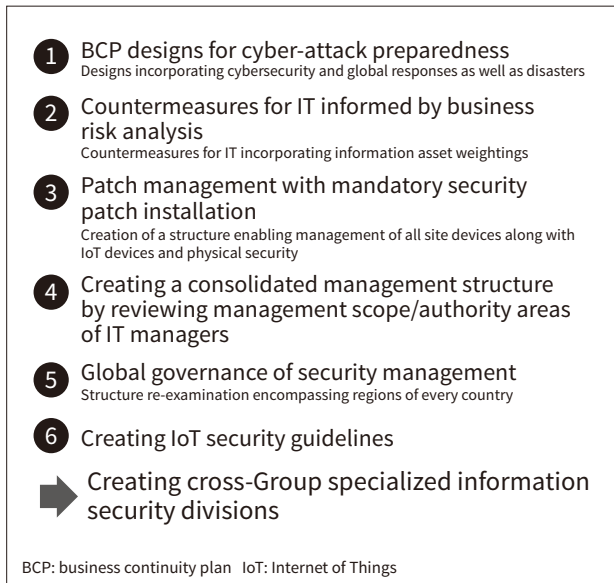 1 BCP designs for cyber-attack preparedness
Designs incorporating cybersecurity and global responses as well as disasters
2 Countermeasures for IT informed by business
risk analysis
Countermeasures for IT incorporating information asset weightings
3 Patch management with mandatory security
patch installation
Creation of a structure enabling management of all site devices along with
IoT devices and physical security
4 Creating a consolidated management structure
by reviewing management scope/authority areas
of IT managers
5 Global governance of security management
Structure re-examination encompassing regions of every country
6 Creating IoT security guidelines
Creating cross-Group specialized information
security divisions
BCP: business continuity plan IoT: Internet of Things